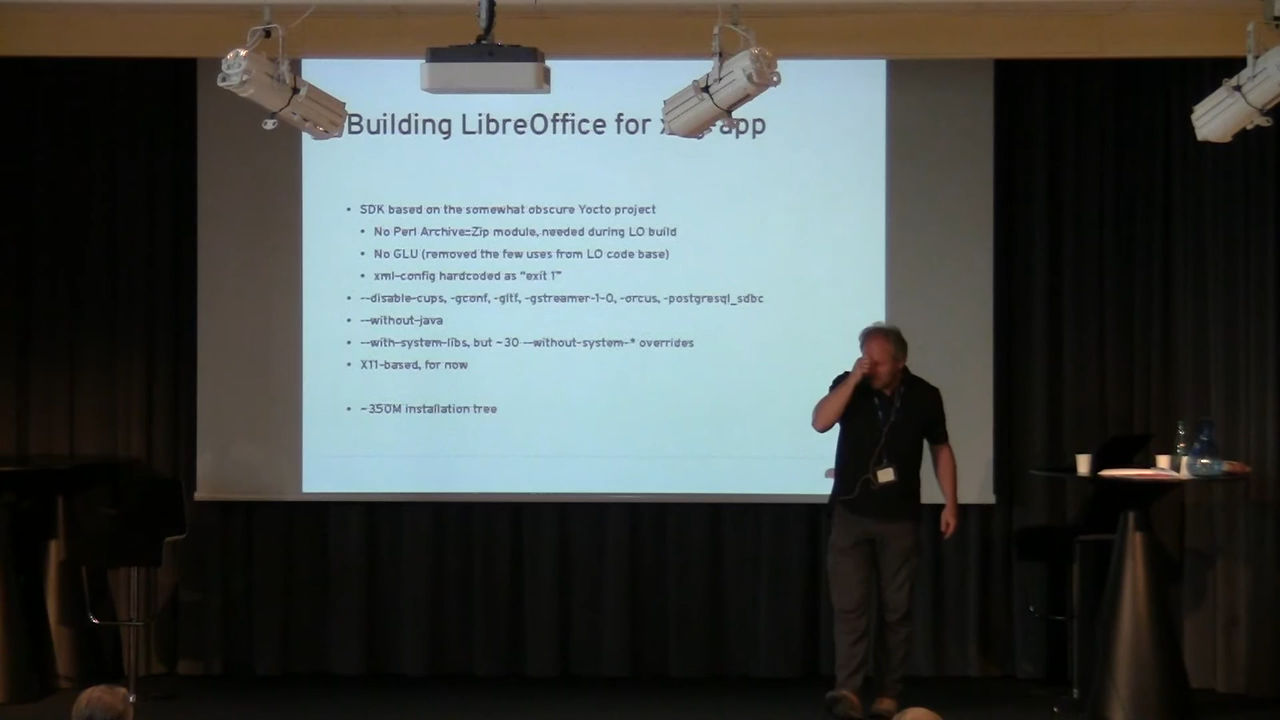 Building LibreOffice for app
• SDK based on the somewhat obscure Yocto project
• No Perl Archive::Zip module, needed during LO build
• No GLU (removed the few uses from LO code base)
• xml-config hardcoded as "exit 1"
• --disable-cups, -gconf, -gltf, -gstreamer-1-0, -orcus, -postgresql_sdbc
• --without-java
• --with-system-libs, but ~30 --without-system-* overrides
• X11-based, for now
• ~350M installation tree